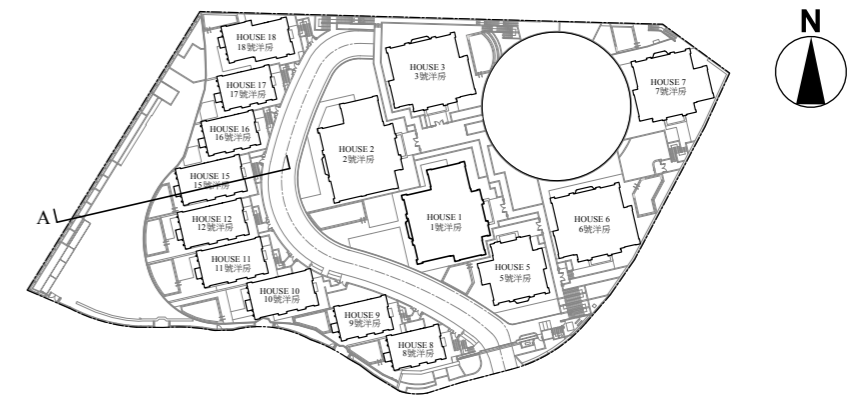 N
HOUSE 18
18號洋房
HOUSE 17
17號洋房
HOUSE 16
16號洋房
HOUSE 15
15號洋房
HOUSE 12
12號洋房
HOUSE 11
11號洋房
HOUSE 10
10號洋房
HOUSE 9
9號洋房
HOUSE 8
8號洋房
HOUSE 3
3號洋房
HOUSE 2
2號洋房
HOUSE 1
1號洋房
HOUSE 5
5號洋房
HOUSE 6
6號洋房
HOUSE 7
7號洋房
A